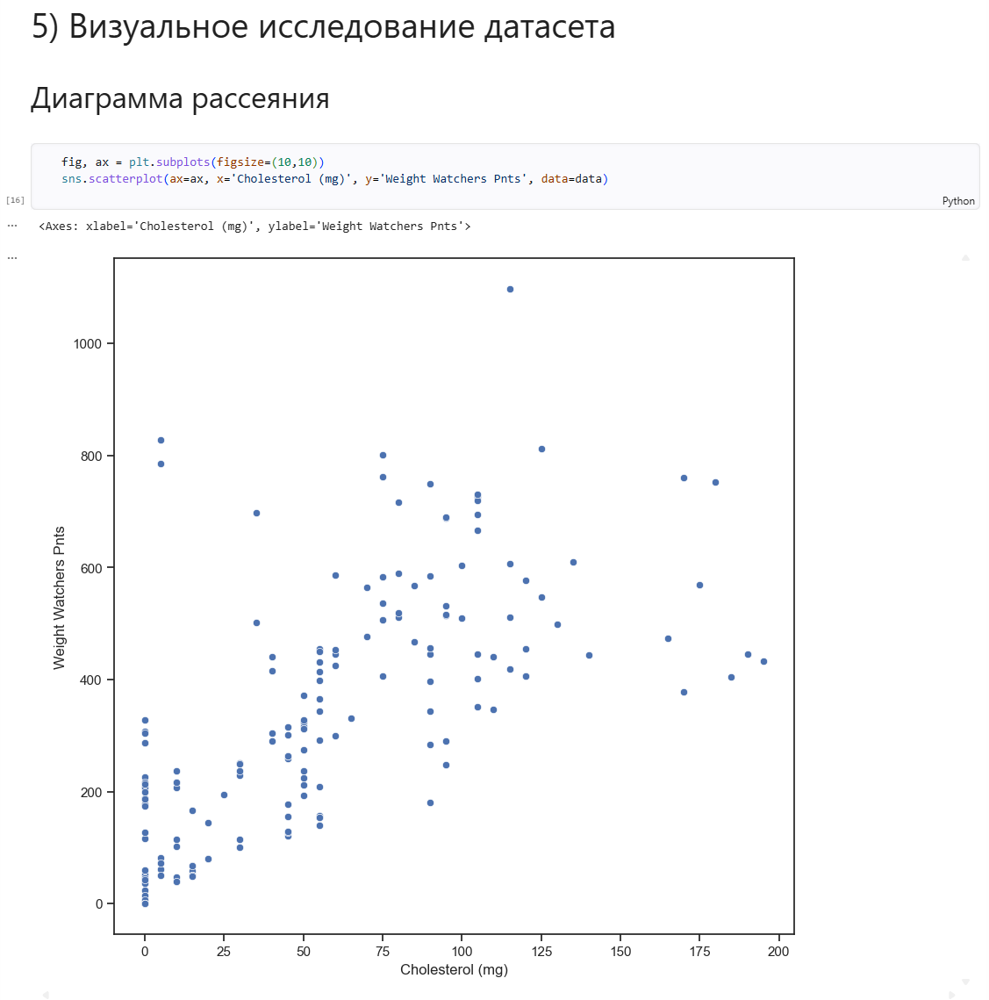 5) Визуальное исследование датасета
Диаграмма рассеяния
fig, ax = plt.subplots(figsize=(10,10))
sns.scatterplot(ax=ax, x='Cholesterol (mg)', y='Weight Watchers Pnts', data=data)
[16]
Python
...
<Axes: xlabel='Cholesterol (mg)', ylabel='Weight Watchers Pnts'>
...
1000
800
600
400
200
0
Weight Watchers Pnts
0 25 50 75 100 125 150 175 200
Cholesterol (mg)